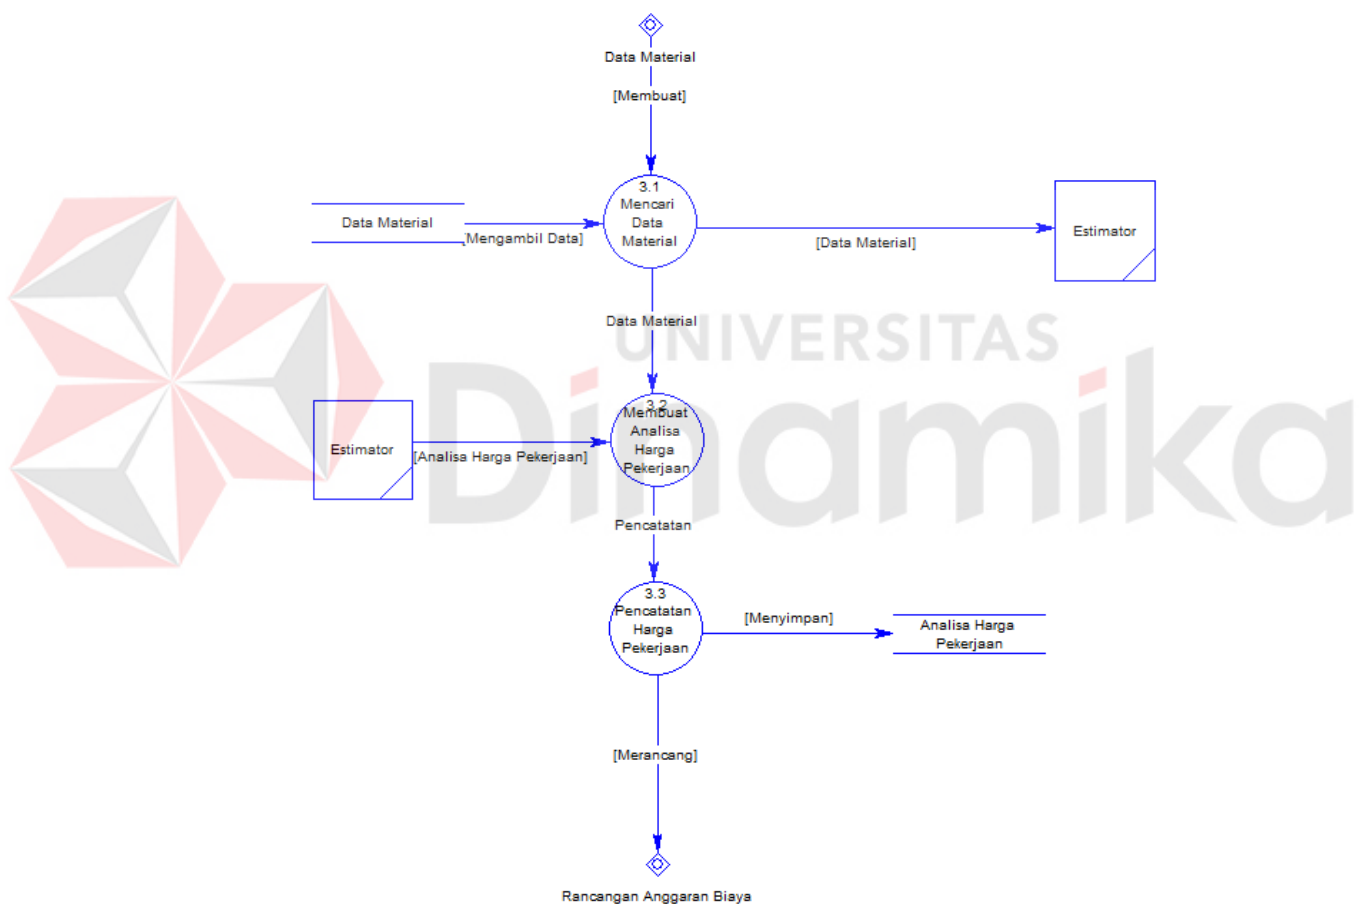 Data Material
[Membuat]
3.1
Mencari
Data
Material
Data Material
[Mengambil Data]
[Data Material]
Estimator
Data Material
UNIVERSITAS
Dinamika
3.2
Membuat
Analisa
Harga
Pekerjaan
Estimator
[Analisa Harga Pekerjaan]
Pencatatan
3.3
Pencatatan
Harga
Pekerjaan
[Menyimpan]
Analisa Harga
Pekerjaan
[Merancang]
Rancangan Anggaran Biaya